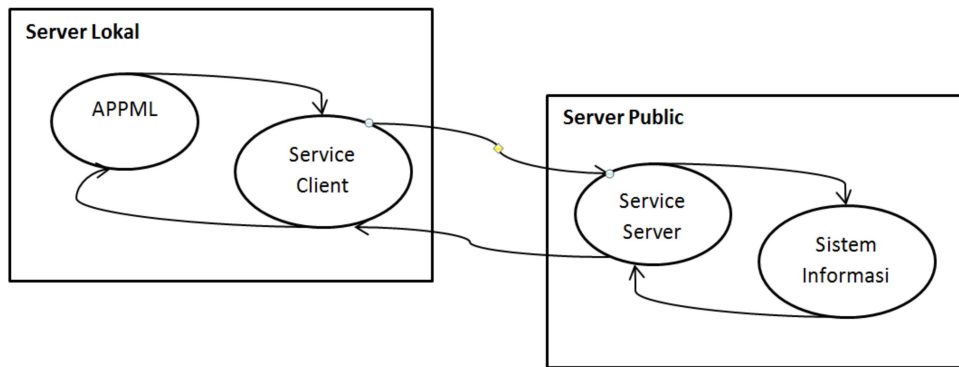 Server Lokal
APPML
Service
Client
Server Public
Service
Server
Sistem
Informasi